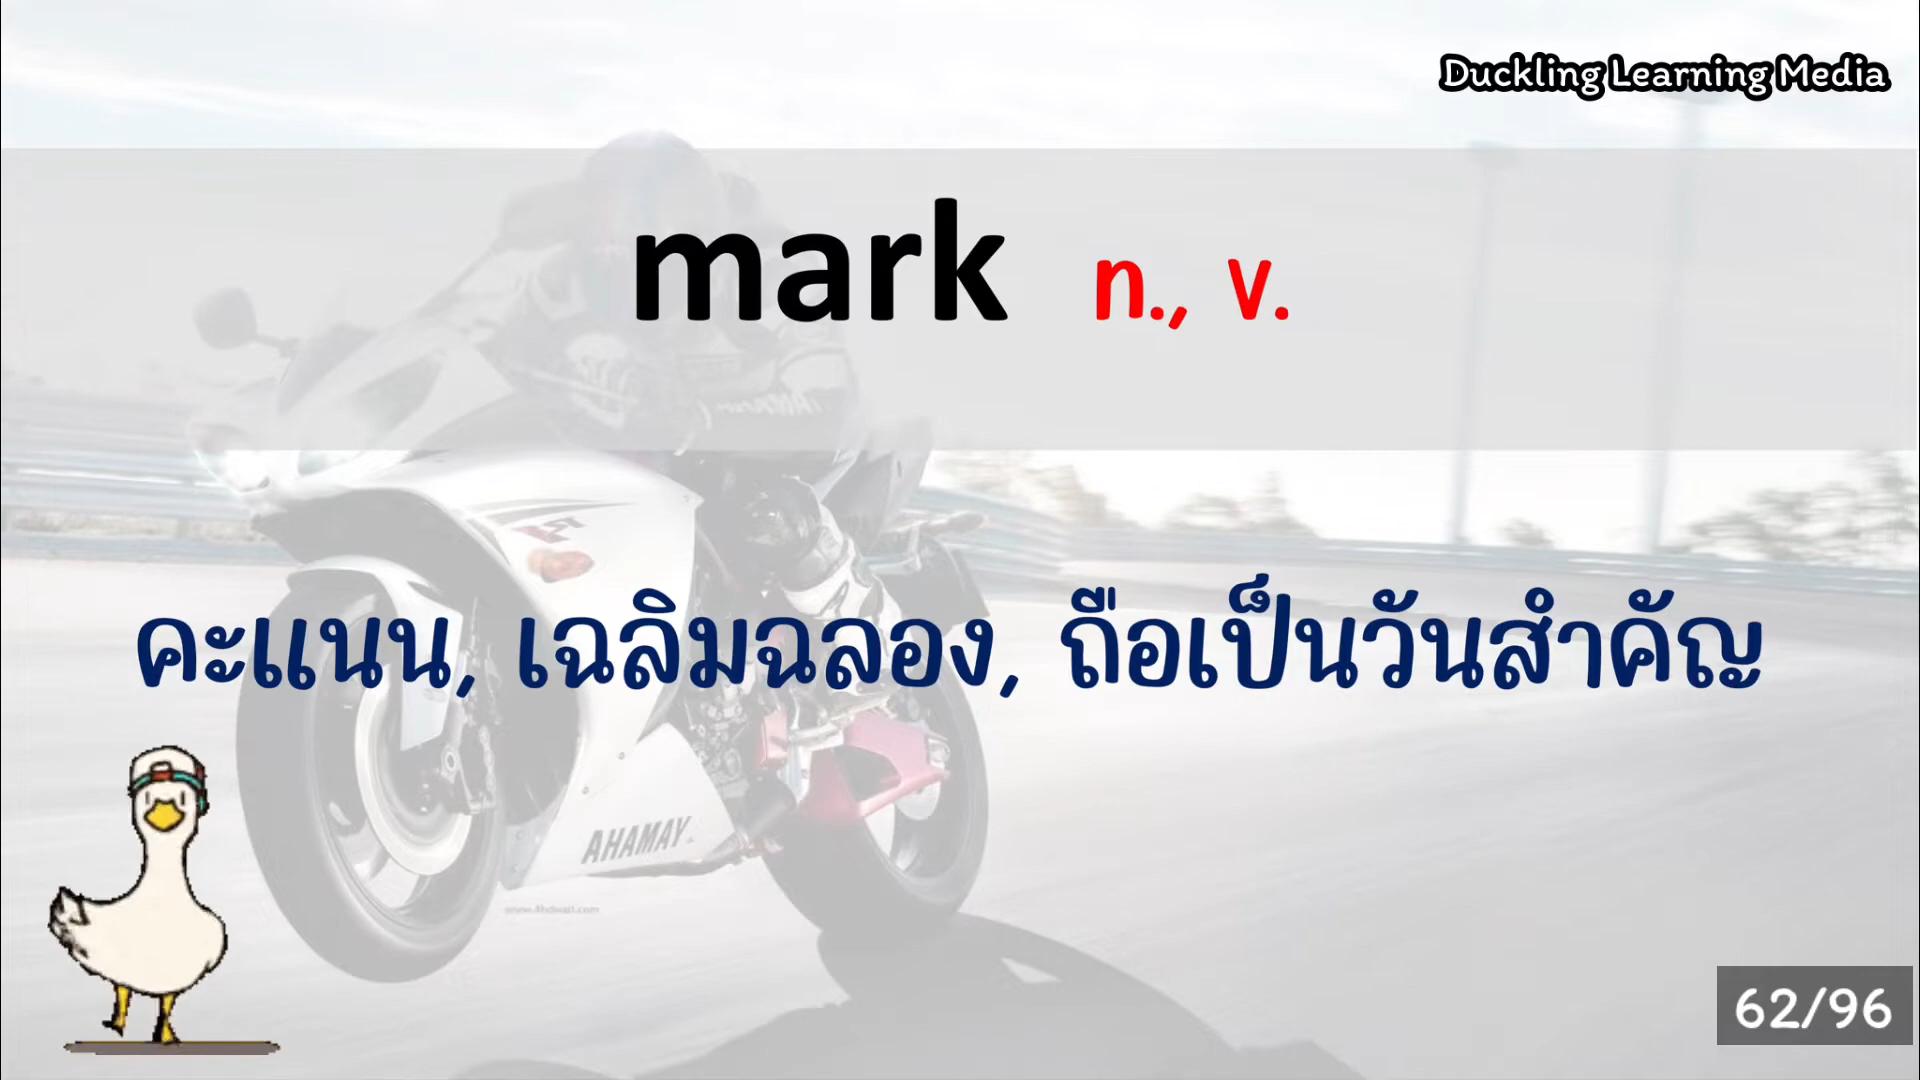 Duckling Learning Media
mark n., v.
คะแนน, เฉลิมฉลอง, ถือเป็นวันสำคัญ
AHAMAY
62/96